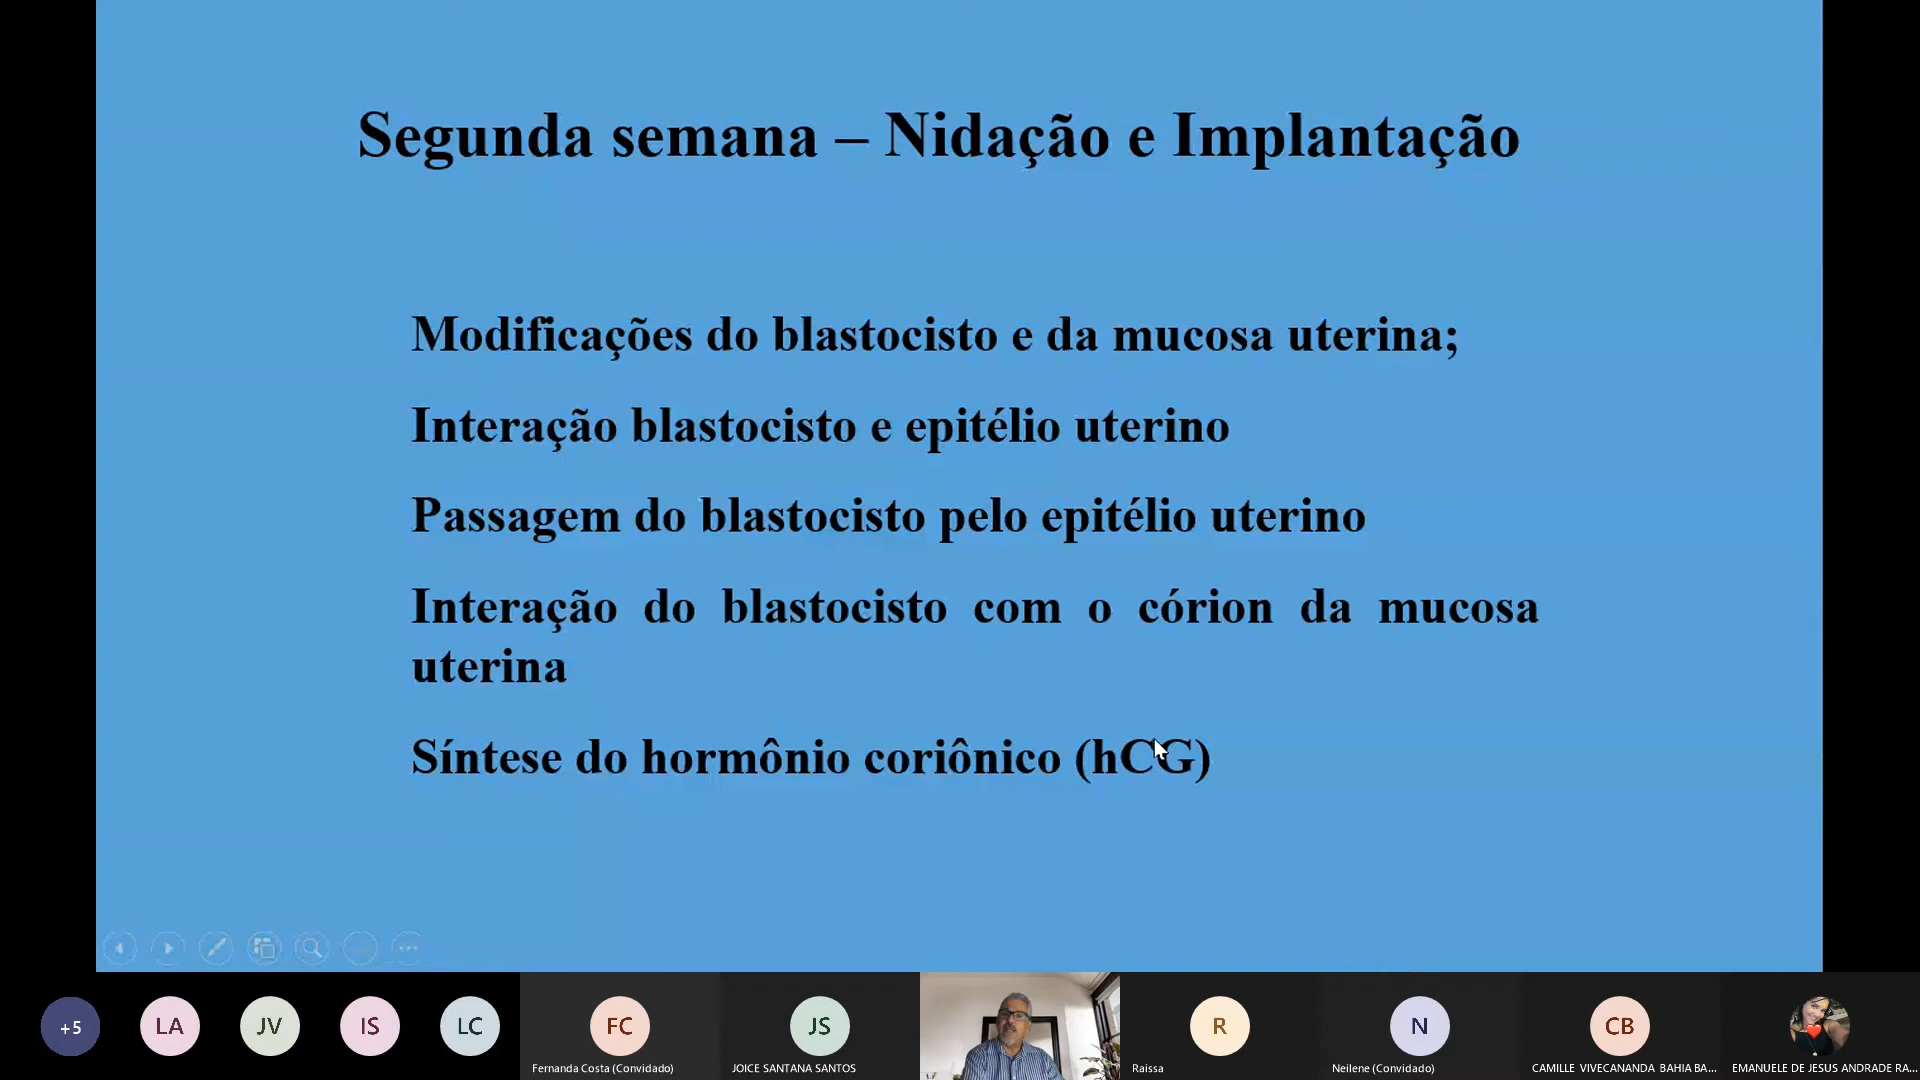 Segunda semana – Nidação e Implantação
Modificações do blastocisto e da mucosa uterina;
Interação blastocisto e epitélio uterino
Passagem do blastocisto pelo epitélio uterino
Interação do blastocisto com o córion da mucosa
uterina
Síntese do hormônio coriônico (hCG)
+5
LA
JV
IS
LC
FC
JS
R
N
CB
Fernanda Costa (Convidado)
JOICE SANTANA SANTOS
Raissa
Neilene (Convidado)
CAMILLE VIVECANANDA BAHIA BA...
EMANUELE DE JESUS ANDRADE RA...